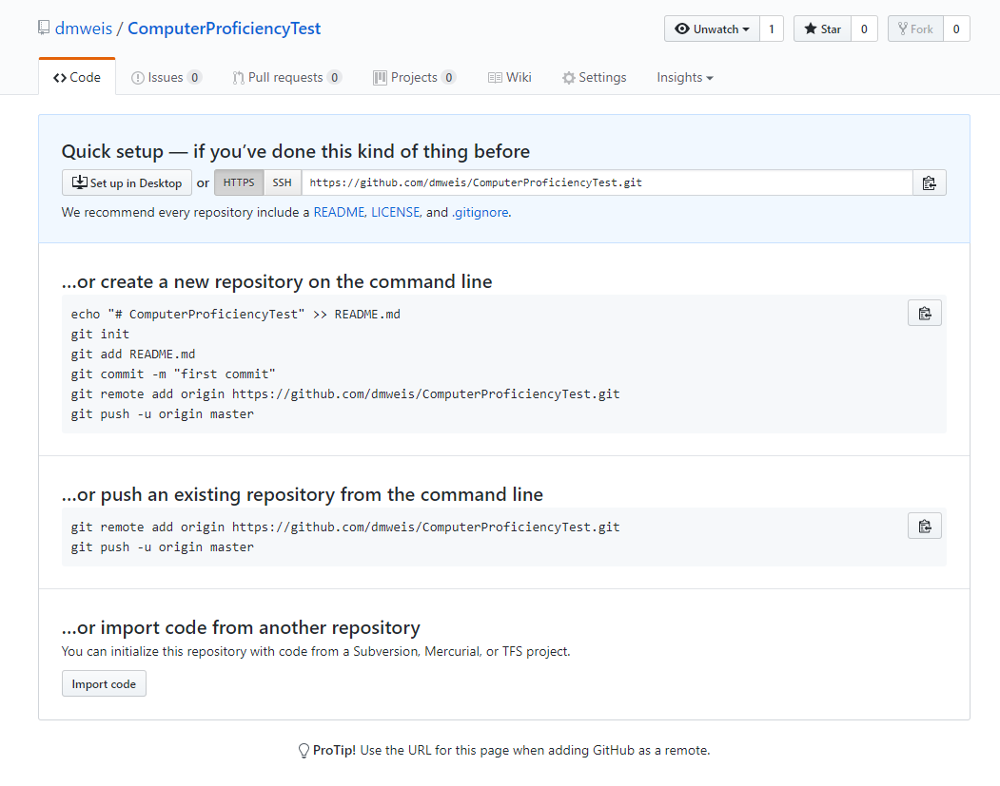 dmweis / ComputerProficiencyTest
Unwatch 1 Star 0 Fork 0
Code Issues 0 Pull requests 0 Projects 0 Wiki Settings Insights
Quick setup — if you’ve done this kind of thing before
Set up in Desktop or HTTPS SSH https://github.com/dmweis/ComputerProficiencyTest.git
We recommend every repository include a README, LICENSE, and .gitignore.
…or create a new repository on the command line
echo "# ComputerProficiencyTest" >> README.md
git init
git add README.md
git commit -m "first commit"
git remote add origin https://github.com/dmweis/ComputerProficiencyTest.git
git push -u origin master
…or push an existing repository from the command line
git remote add origin https://github.com/dmweis/ComputerProficiencyTest.git
git push -u origin master
…or import code from another repository
You can initialize this repository with code from a Subversion, Mercurial, or TFS project.
Import code
ProTip! Use the URL for this page when adding GitHub as a remote.